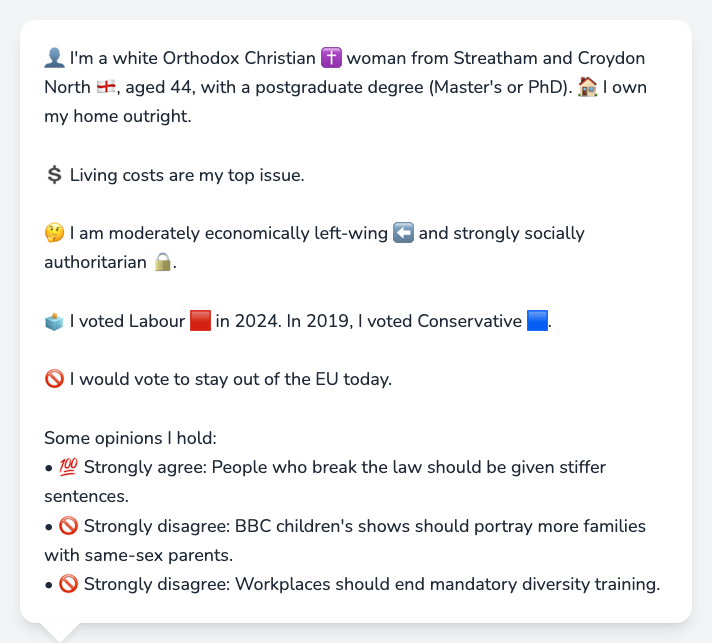 👤 I'm a white Orthodox Christian ✝️ woman from Streatham and Croydon
North 🏴󠁧󠁢󠁥󠁮󠁧󠁿, aged 44, with a postgraduate degree (Master's or PhD). 🏠 I own
my home outright.
💲 Living costs are my top issue.
🤔 I am moderately economically left-wing ⬅️ and strongly socially
authoritarian 🔒.
🗳️ I voted Labour 🟥 in 2024. In 2019, I voted Conservative 🟦.
🚫 I would vote to stay out of the EU today.
Some opinions I hold:
• 💯 Strongly agree: People who break the law should be given stiffer
sentences.
• 🚫 Strongly disagree: BBC children's shows should portray more families
with same-sex parents.
• 🚫 Strongly disagree: Workplaces should end mandatory diversity training.